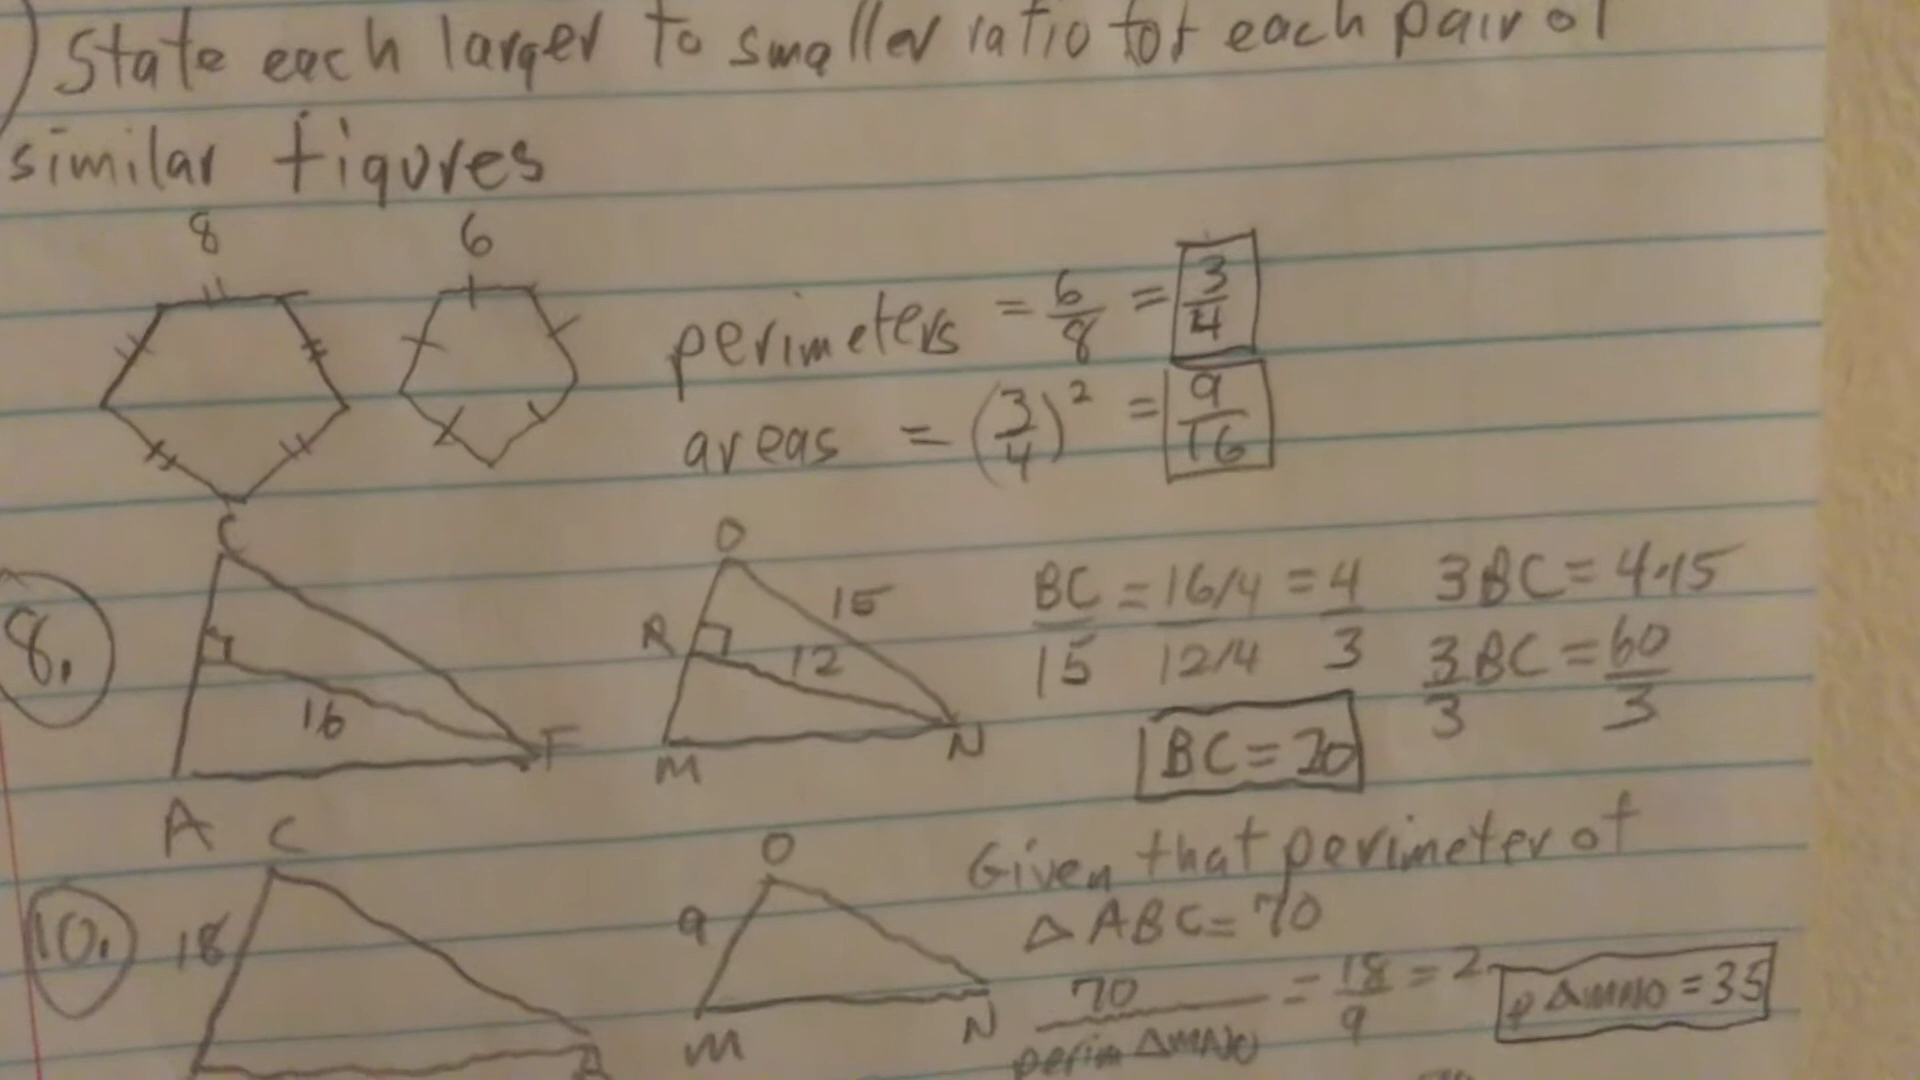 State each larger to smaller ratio for each pair of
similar figures
8 6
perimeters = 6/8 = 3/4
areas = (3/4)² = 9/16
8.
C
16
F
A
O
15
R
12
M N
BC/15 = 16/4 / 12/4 = 4/3
3BC = 4·15
3/3 BC = 60/3
BC = 20
10.
C
18
B
O
9
M N
Given that perimeter of
△ ABC = 70
70/perim △MNO = 18/9 = 2
p △MNO = 35